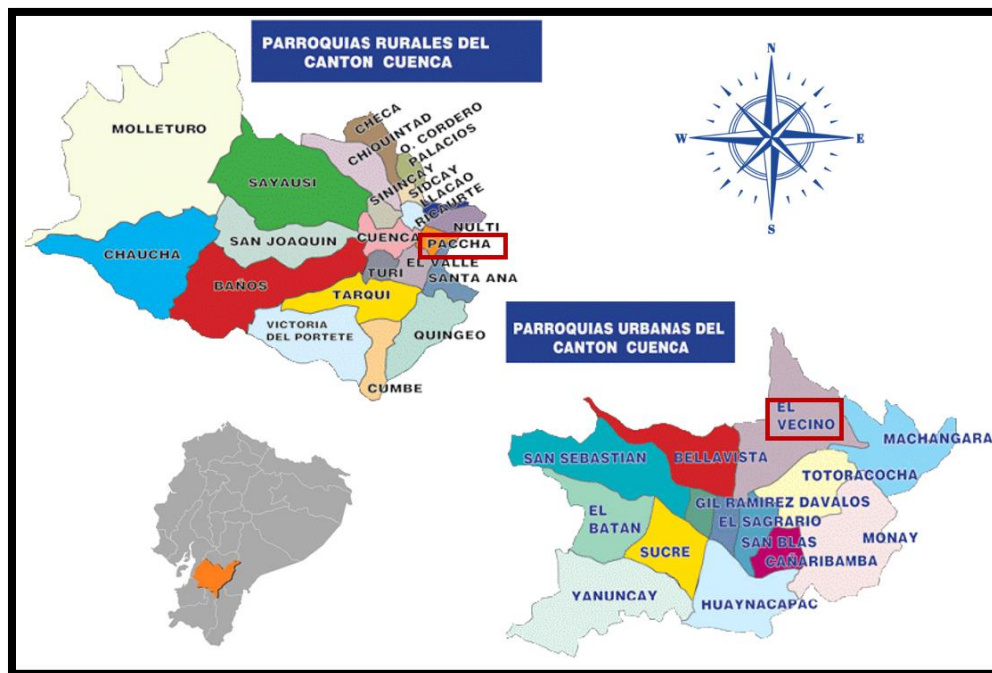 PARROQUIAS RURALES DEL
CANTON CUENCA
N
W
E
S
MOLLETURO
CHECA
CHIQUINTAD
O. CORDERO
PALACIOS
SAYAUSI
SININCAY
SIDCAY
LLACAO
RICAURTE
NULTI
SAN JOAQUIN
CUENCA
PACCHA
CHAUCHA
EL VALLE
TURI
SANTA ANA
BAÑOS
TARQUI
VICTORIA
DEL PORTETE
QUINGEO
CUMBE
PARROQUIAS URBANAS DEL
CANTON CUENCA
EL
VECINO
MACHANGARA
SAN SEBASTIAN
BELLAVISTA
TOTORACOCHA
GIL RAMIREZ DAVALOS
EL
BATAN
EL SAGRARIO
SAN BLAS
MONAY
SUCRE
CAÑARIBAMBA
YANUNCAY
HUAYNACAPAC